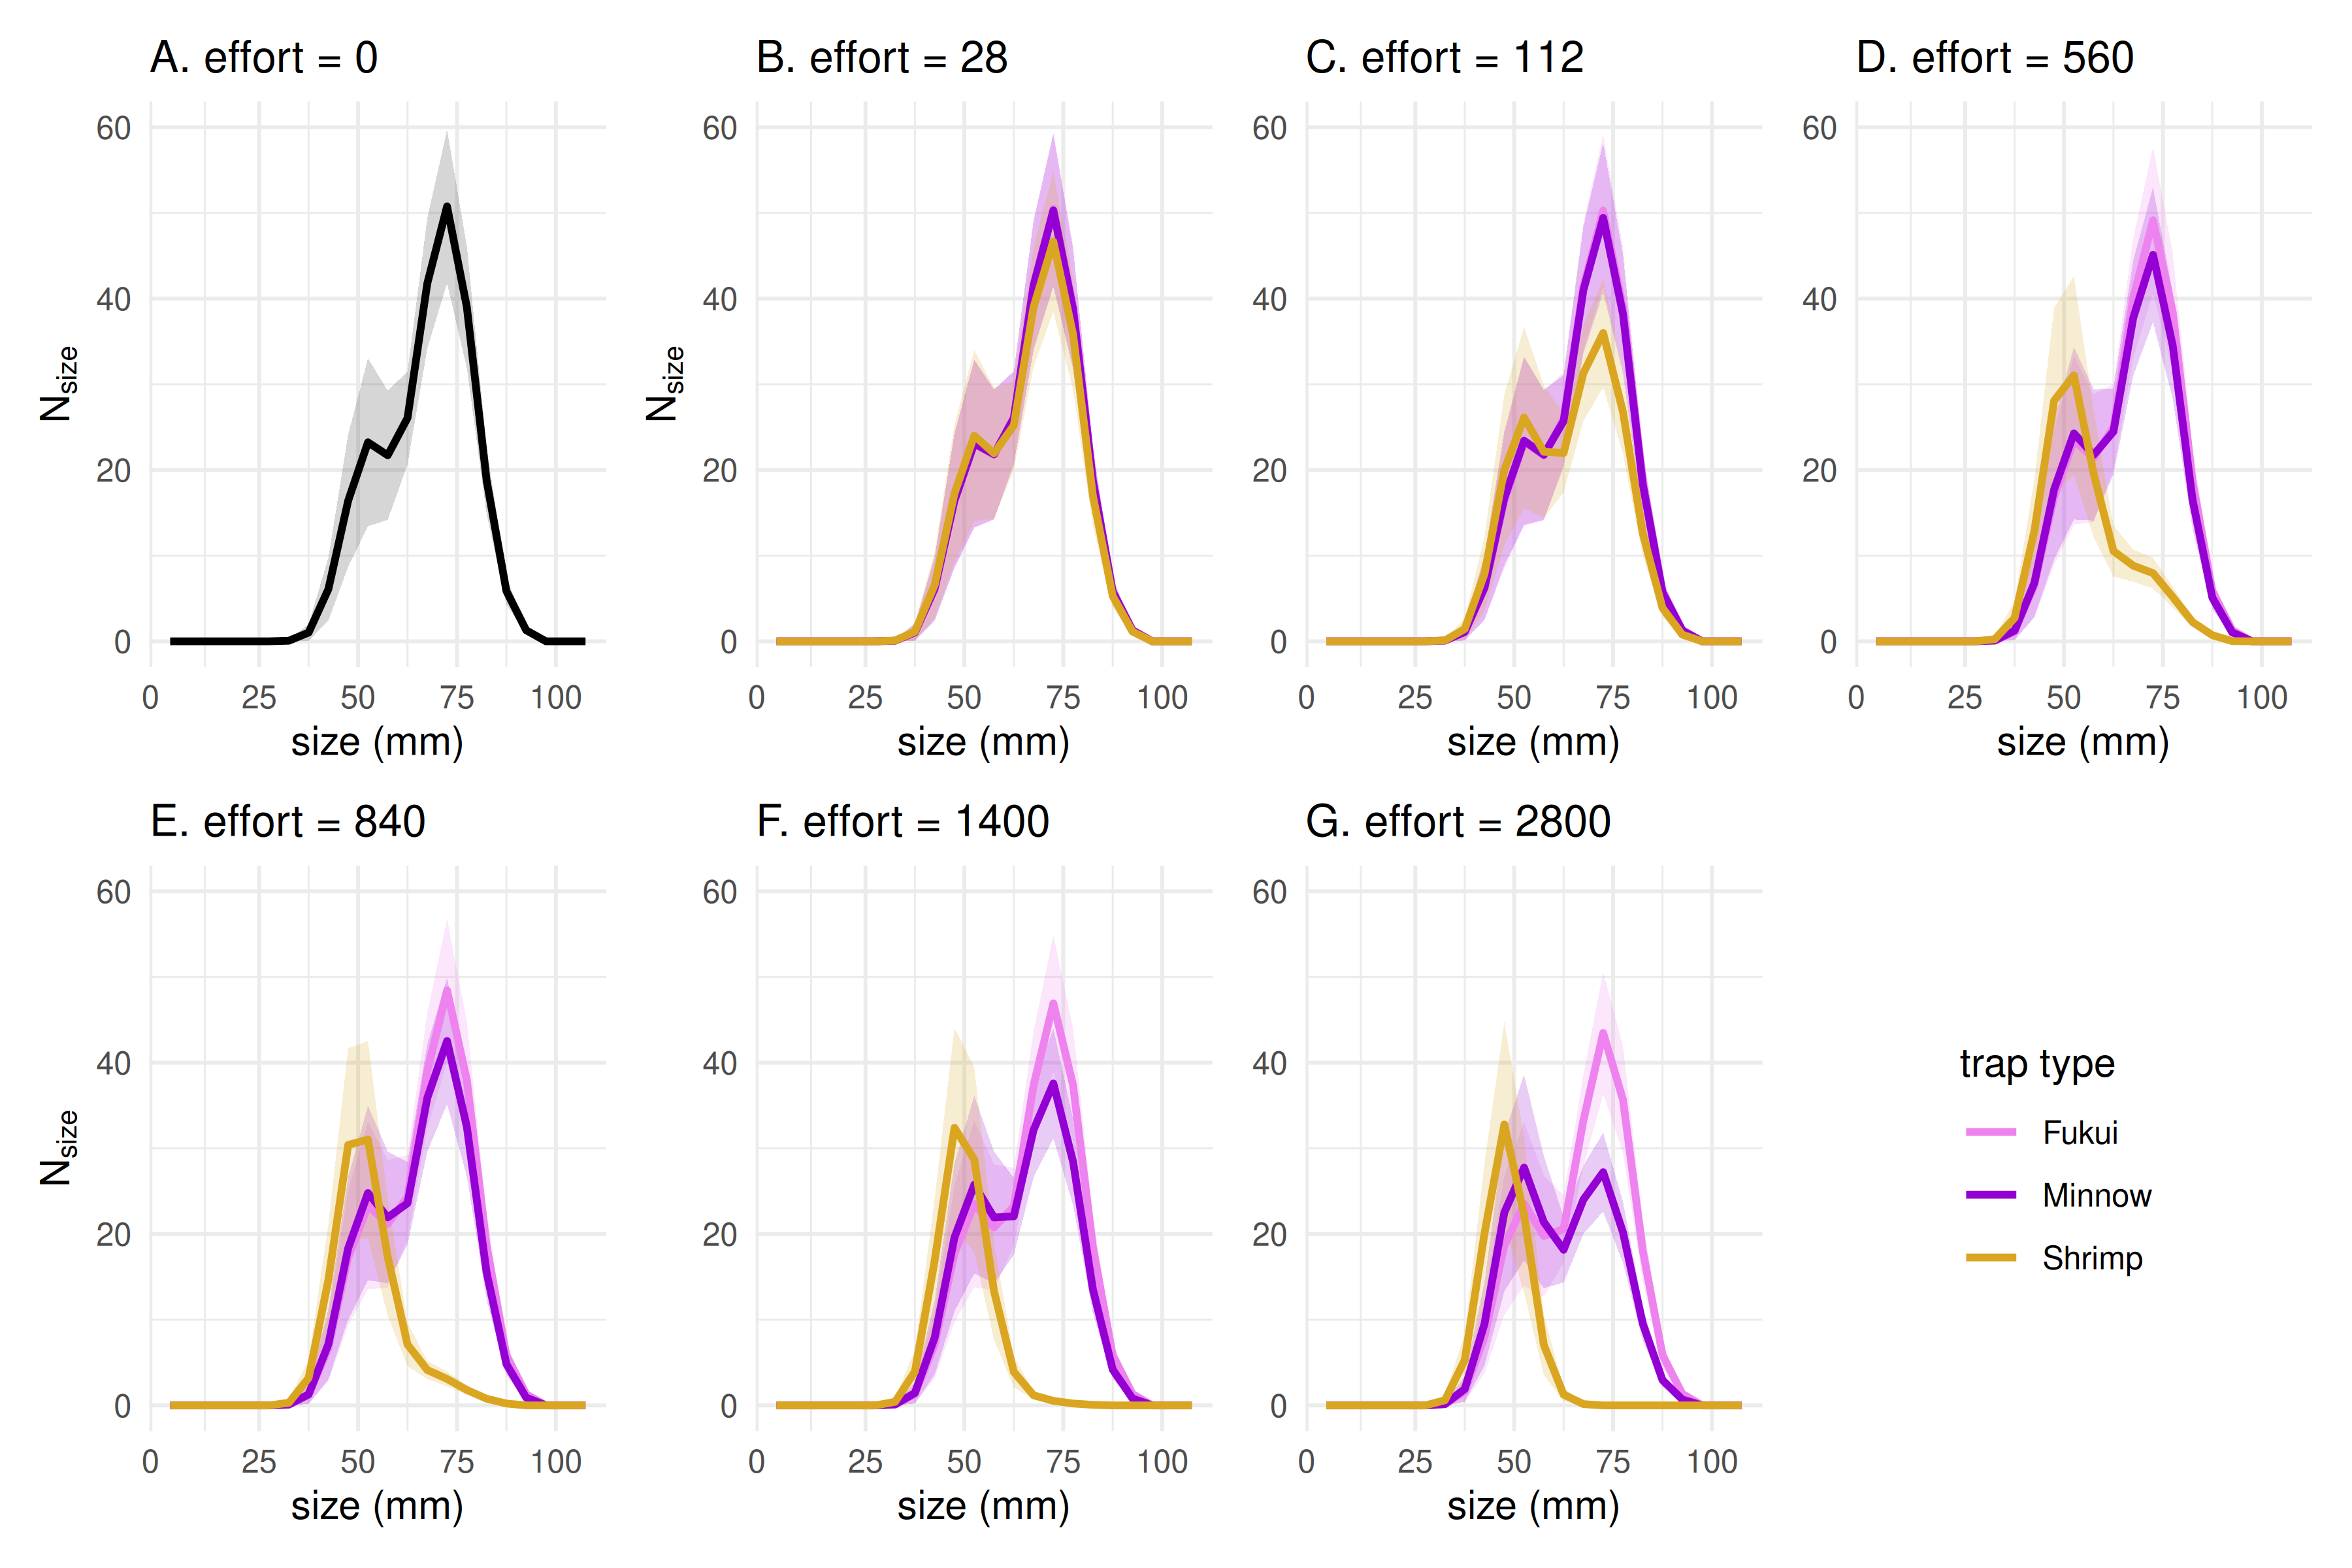 A. effort = 0
B. effort = 28
C. effort = 112
D. effort = 560
60
60
60
60
40
40
40
40
20
20
20
20
0
0
0
0
Nsize
Nsize
0 25 50 75 100
0 25 50 75 100
0 25 50 75 100
0 25 50 75 100
size (mm)
size (mm)
size (mm)
size (mm)
E. effort = 840
F. effort = 1400
G. effort = 2800
60
60
60
40
40
40
20
20
20
0
0
0
Nsize
0 25 50 75 100
0 25 50 75 100
0 25 50 75 100
size (mm)
size (mm)
size (mm)
trap type
Fukui
Minnow
Shrimp